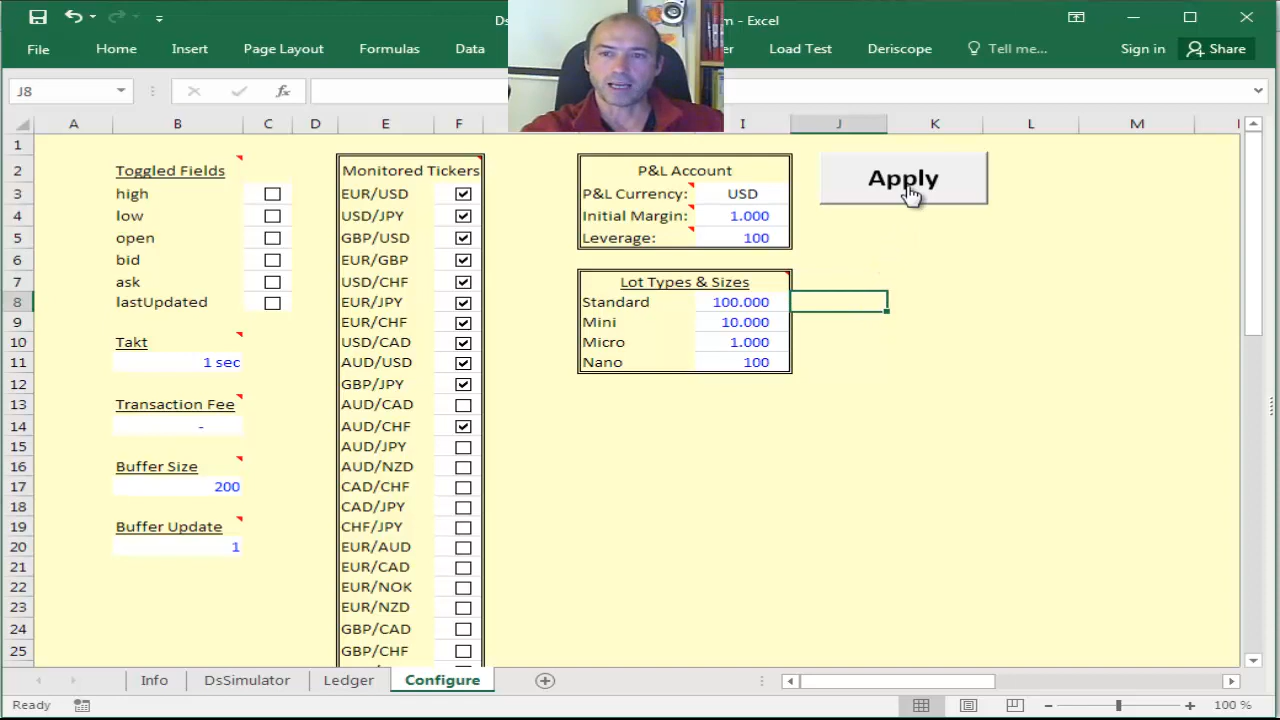 Ds
m - Excel
File
Home
Insert
Page Layout
Formulas
Data
er
Load Test
Deriscope
Tell me...
Sign in
Share
J8
fx
A B C D E F I J K L M
1
2 Toggled Fields Monitored Tickers P&L Account Apply
3 high EUR/USD P&L Currency: USD
4 low USD/JPY Initial Margin: 1.000
5 open GBP/USD Leverage: 100
6 bid EUR/GBP
7 ask USD/CHF Lot Types & Sizes
8 lastUpdated EUR/JPY Standard 100.000
9 EUR/CHF Mini 10.000
10 Takt USD/CAD Micro 1.000
11 1 sec AUD/USD Nano 100
12 GBP/JPY
13 Transaction Fee AUD/CAD
14 - AUD/CHF
15 AUD/JPY
16 Buffer Size AUD/NZD
17 200 CAD/CHF
18 CAD/JPY
19 Buffer Update CHF/JPY
20 1 EUR/AUD
21 EUR/CAD
22 EUR/NOK
23 EUR/NZD
24 GBP/CAD
25 GBP/CHF
Info
DsSimulator
Ledger
Configure
Ready
100 %